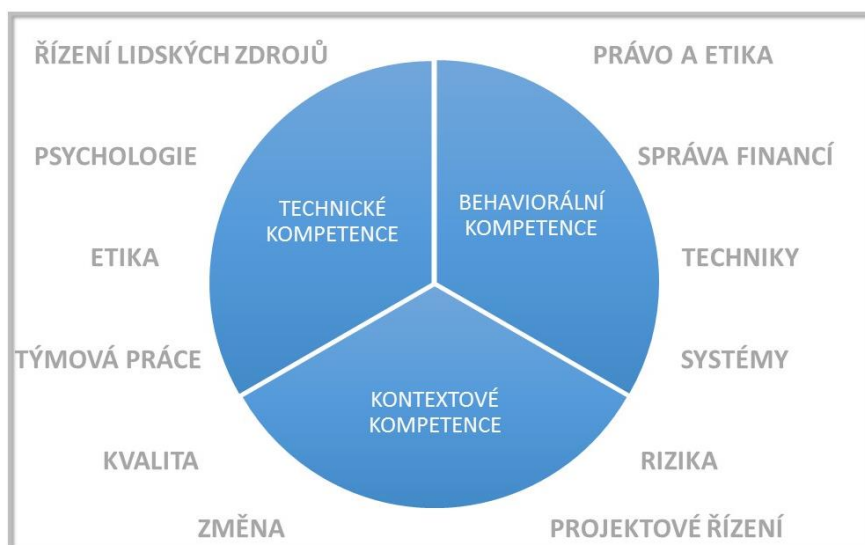 ŘÍZENÍ LIDSKÝCH ZDROJŮ
PRÁVO A ETIKA
PSYCHOLOGIE
SPRÁVA FINANCÍ
TECHNICKÉ
KOMPETENCE
BEHAVIORÁLNÍ
KOMPETENCE
ETIKA
TECHNIKY
TÝMOVÁ PRÁCE
SYSTÉMY
KONTEXTOVÉ
KOMPETENCE
KVALITA
RIZIKA
ZMĚNA
PROJEKTOVÉ ŘÍZENÍ